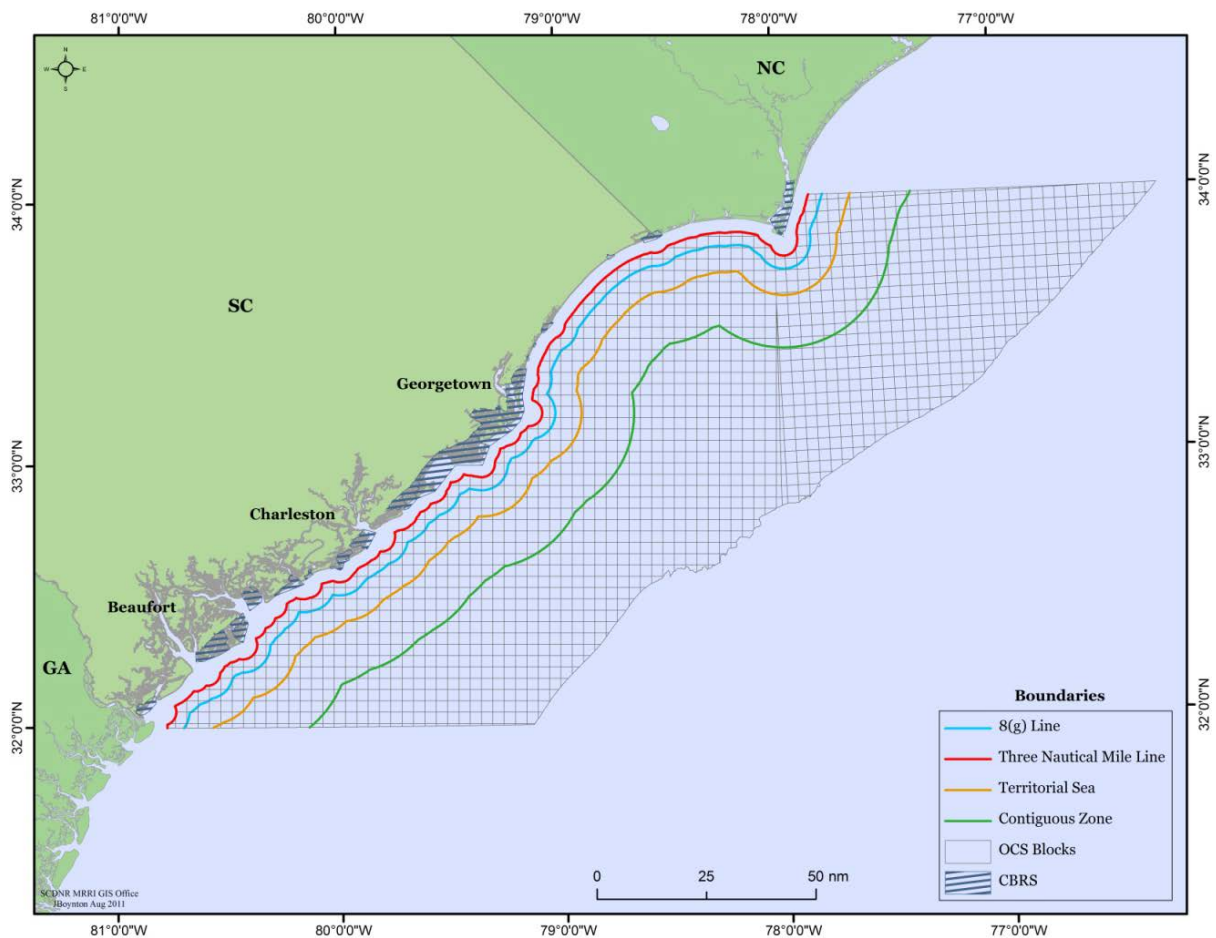 81°0'0"W 80°0'0"W 79°0'0"W 78°0'0"W 77°0'0"W
N
W E
S
NC
34°0'0"N 34°0'0"N
SC
Georgetown
33°0'0"N 33°0'0"N
Charleston
Beaufort
GA
32°0'0"N 32°0'0"N
Boundaries
8(g) Line
Three Nautical Mile Line
Territorial Sea
Contiguous Zone
OCS Blocks
CBRS
0 25 50 nm
SCDNR MRRI GIS Office
JBoynton Aug 2011
81°0'0"W 80°0'0"W 79°0'0"W 78°0'0"W 77°0'0"W